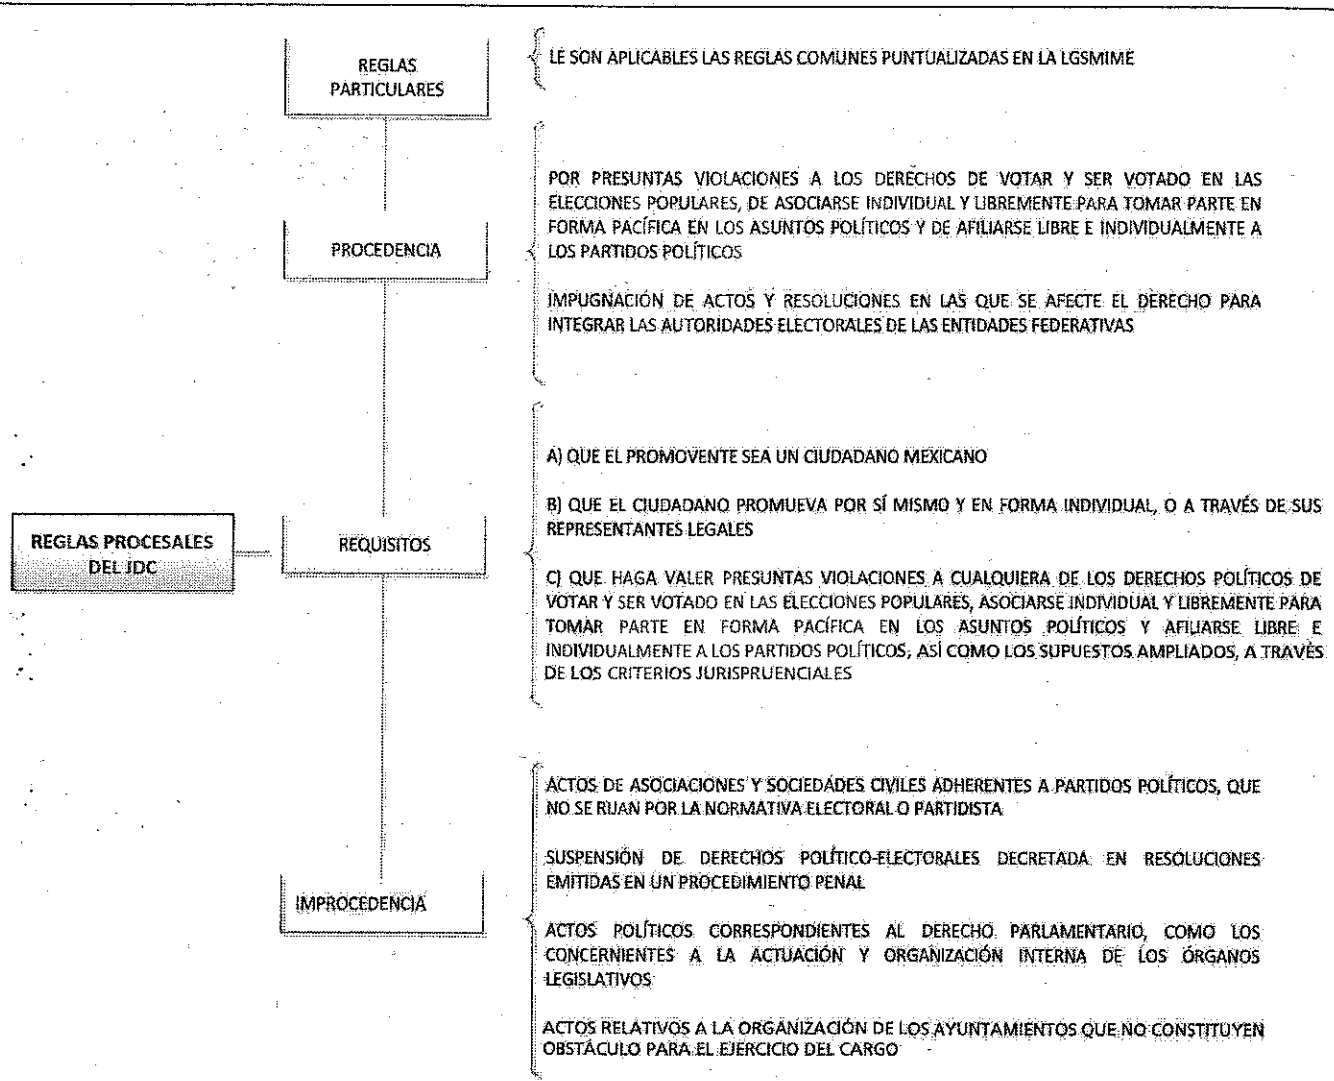 REGLAS
PARTICULARES
LE SON APLICABLES LAS REGLAS COMUNES PUNTUALIZADAS EN LA LGSMIME
PROCEDENCIA
POR PRESUNTAS VIOLACIONES A LOS DERECHOS DE VOTAR Y SER VOTADO EN LAS
ELECCIONES POPULARES, DE ASOCIARSE INDIVIDUAL Y LIBREMENTE PARA TOMAR PARTE EN
FORMA PACÍFICA EN LOS ASUNTOS POLÍTICOS Y DE AFILIARSE LIBRE E INDIVIDUALMENTE A
LOS PARTIDOS POLÍTICOS
IMPUGNACIÓN DE ACTOS Y RESOLUCIONES EN LAS QUE SE AFECTE EL DERECHO PARA
INTEGRAR LAS AUTORIDADES ELECTORALES DE LAS ENTIDADES FEDERATIVAS
REGLAS PROCESALES
DEL JDC
REQUISITOS
A) QUE EL PROMOVENTE SEA UN CIUDADANO MEXICANO
B) QUE EL CIUDADANO PROMUEVA POR SÍ MISMO Y EN FORMA INDIVIDUAL, O A TRAVÉS DE SUS
REPRESENTANTES LEGALES
C) QUE HAGA VALER PRESUNTAS VIOLACIONES A CUALQUIERA DE LOS DERECHOS POLÍTICOS DE
VOTAR Y SER VOTADO EN LAS ELECCIONES POPULARES, ASOCIARSE INDIVIDUAL Y LIBREMENTE PARA
TOMAR PARTE EN FORMA PACÍFICA EN LOS ASUNTOS POLÍTICOS Y AFILIARSE LIBRE E
INDIVIDUALMENTE A LOS PARTIDOS POLÍTICOS, ASÍ COMO LOS SUPUESTOS AMPLIADOS, A TRAVÉS
DE LOS CRITERIOS JURISPRUENCIALES
IMPROCEDENCIA
ACTOS DE ASOCIACIONES Y SOCIEDADES CIVILES ADHERENTES A PARTIDOS POLÍTICOS, QUE
NO SE RIJAN POR LA NORMATIVA ELECTORAL O PARTIDISTA
SUSPENSIÓN DE DERECHOS POLÍTICO-ELECTORALES DECRETADA EN RESOLUCIONES
EMITIDAS EN UN PROCEDIMIENTO PENAL
ACTOS POLÍTICOS CORRESPONDIENTES AL DERECHO PARLAMENTARIO, COMO LOS
CONCERNIENTES A LA ACTUACIÓN Y ORGANIZACIÓN INTERNA DE LOS ÓRGANOS
LEGISLATIVOS
ACTOS RELATIVOS A LA ORGANIZACIÓN DE LOS AYUNTAMIENTOS QUE NO CONSTITUYEN
OBSTÁCULO PARA EL EJERCICIO DEL CARGO